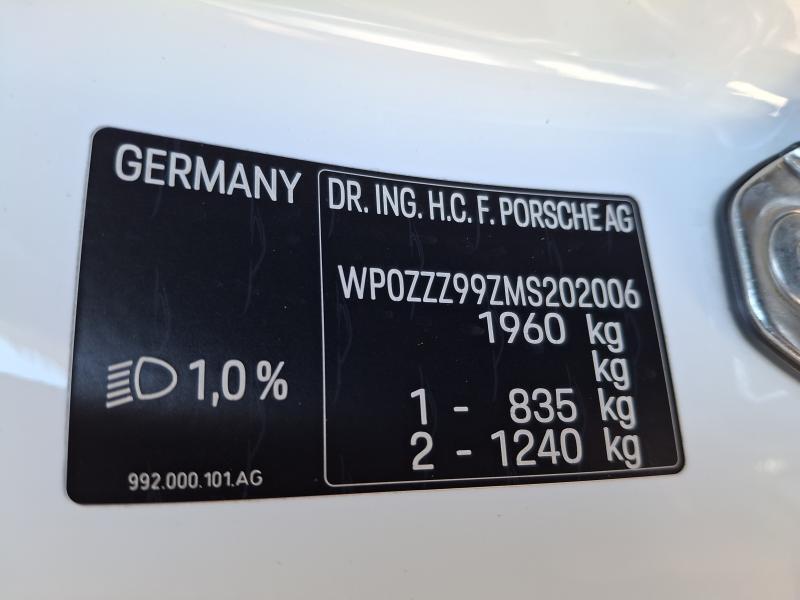 GERMANY
DR. ING. H.C. F. PORSCHE AG
WP0ZZZ99ZMS202006
1960 kg
kg
1 - 835 kg
2 - 1240 kg
1,0 %
992.000.101.AG